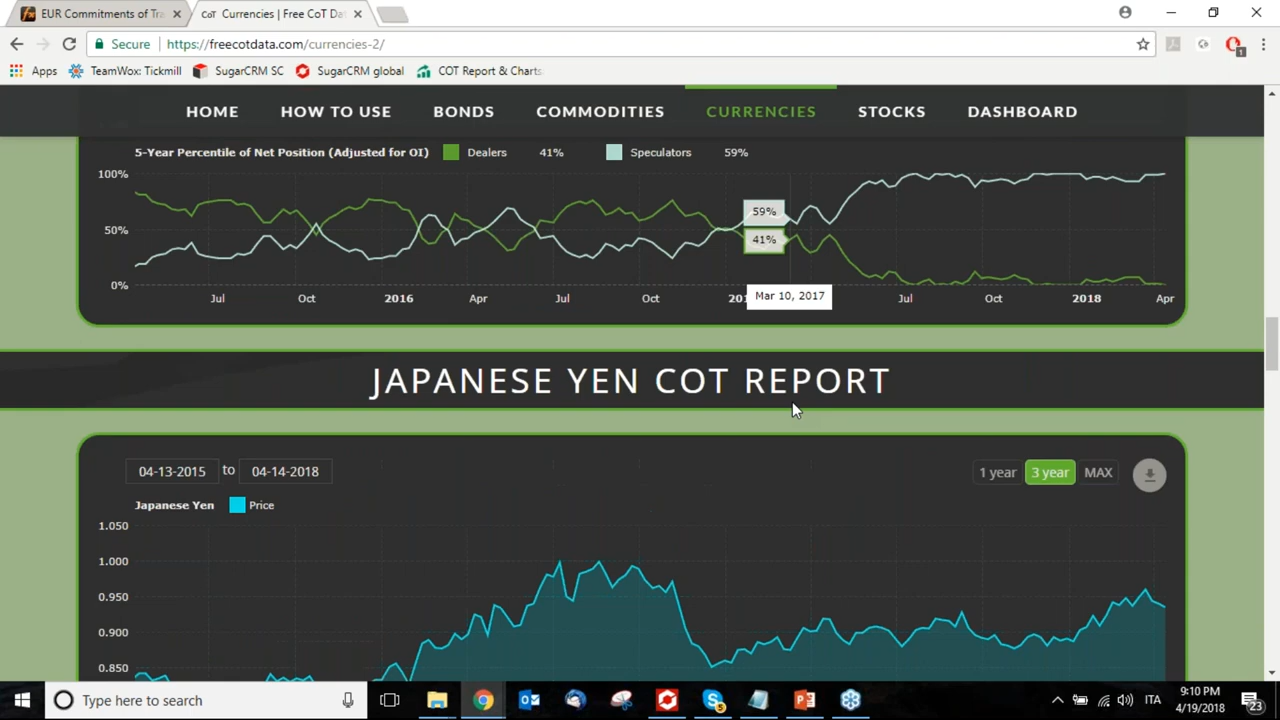 EUR Commitments of Tra
CoT Currencies | Free CoT Dat
Secure https://freecotdata.com/currencies-2/
Apps TeamWox: Tickmill SugarCRM SC SugarCRM global COT Report & Charts
1
HOME HOW TO USE BONDS COMMODITIES CURRENCIES STOCKS DASHBOARD
5-Year Percentile of Net Position (Adjusted for OI) Dealers 41% Speculators 59%
100%
59%
50%
41%
0%
Mar 10, 2017
Jul Oct 2016 Apr Jul Oct 201 Jul Oct 2018 Apr
JAPANESE YEN COT REPORT
04-13-2015 to 04-14-2018 1 year 3 year MAX
Japanese Yen Price
1.050
1.000
0.950
0.900
0.850
Type here to search
5
ITA
9:10 PM
4/19/2018
23